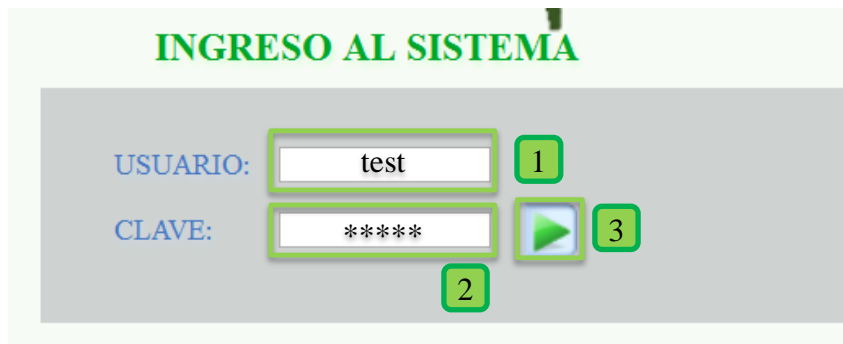 INGRESO AL SISTEMA
USUARIO: test 1
CLAVE: ***** 3
2